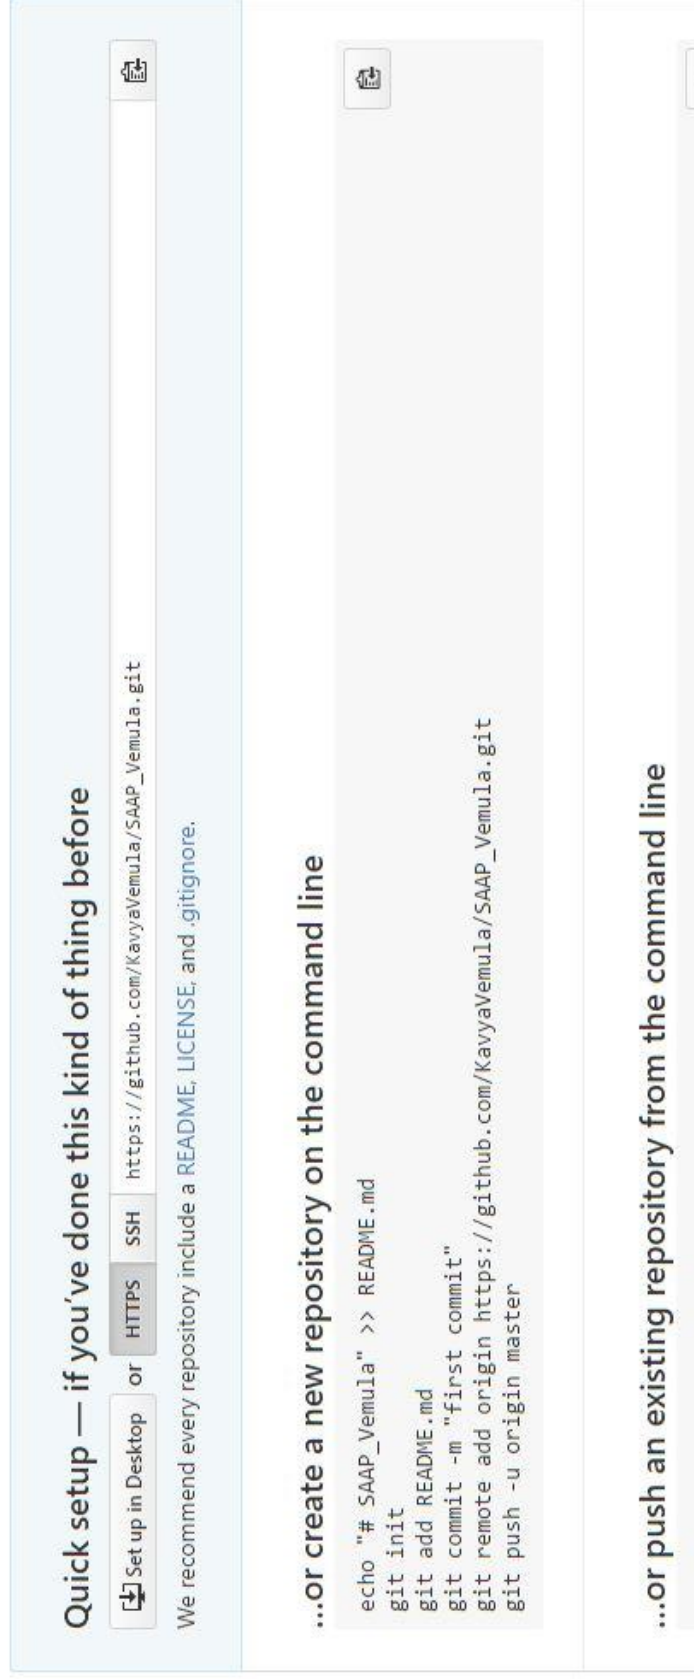 Quick setup — if you've done this kind of thing before
Set up in Desktop or HTTPS SSH https://github.com/KavyaVemula/SAAP_Vemula.git
We recommend every repository include a README, LICENSE, and .gitignore.
...or create a new repository on the command line
echo "# SAAP_Vemula" >> README.md
git init
git add README.md
git commit -m "first commit"
git remote add origin https://github.com/KavyaVemula/SAAP_Vemula.git
git push -u origin master
...or push an existing repository from the command line